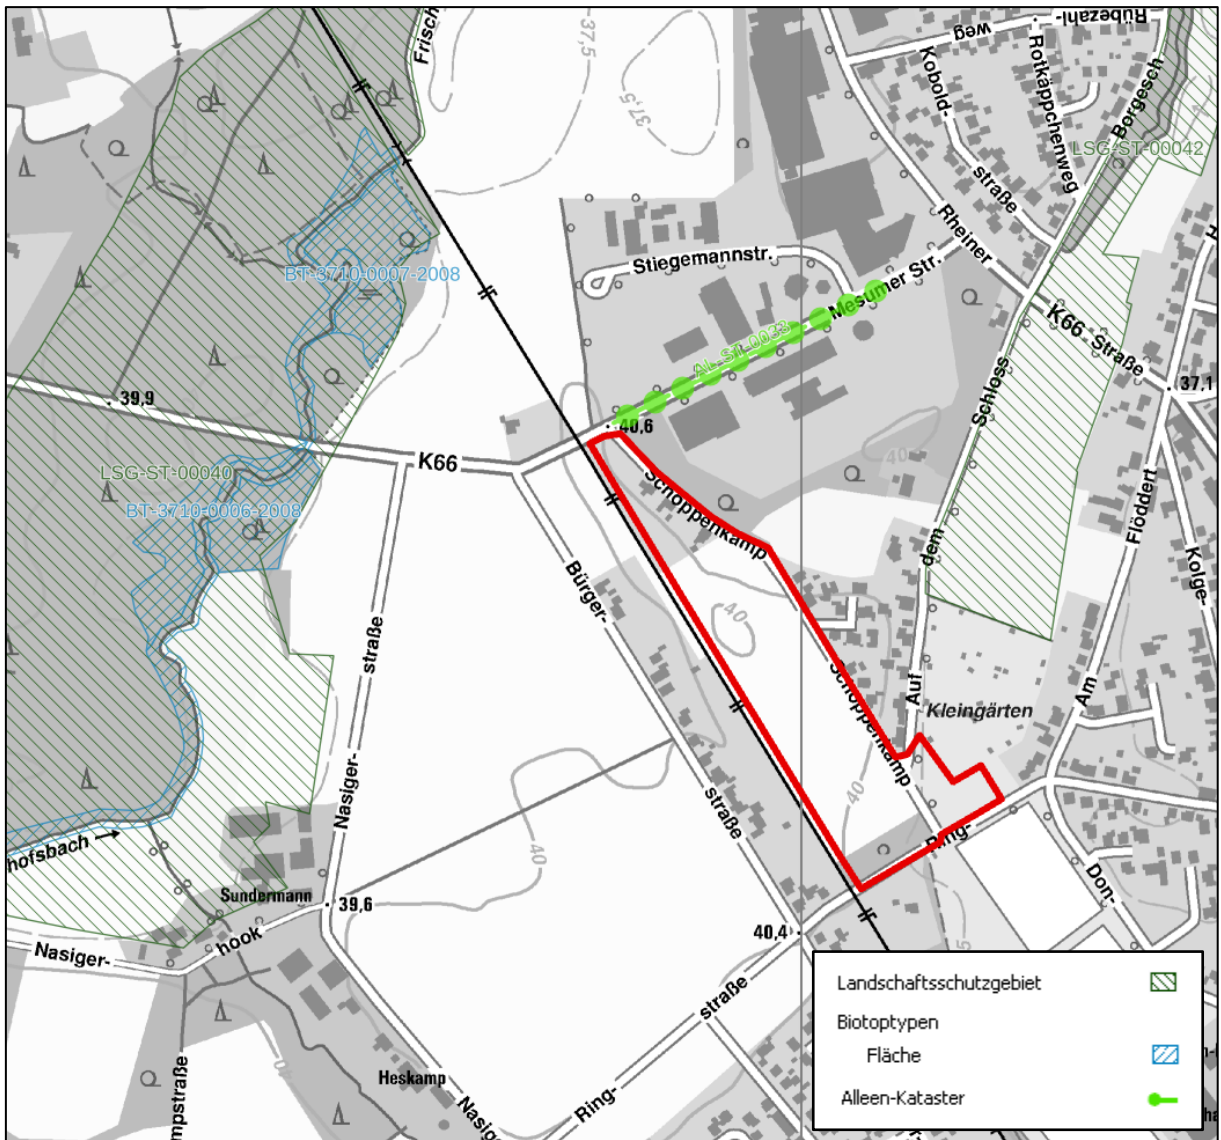 Frisch
37,5
37,5
Rübezahl-
weg
Kobold-
straße
Rotkäppchenweg
Borgesch
LSG-ST-00042
Rheiner
K66 Straße
37,1
Stiegemannstr.
Mesumer Str.
AL-ST-0033
BT-3710-0007-2008
39,9
LSG-ST-00040
BT-3710-0006-2008
K66
40,6
Schoppenkamp
40
Schloss
dem
Auf
Flöddert
Am
Kolge-
Bürger-
straße
40
Schoppenkamp
Kleingärten
Nasiger-
straße
40
40
Ring-
Don-
hofsbach
Sundermann
39,6
Nasiger-
hook
40,4
straße
Ring-
Heskamp
40
mpstraße
Nasig
5
Landschaftsschutzgebiet
Biotoptypen
Fläche
Alleen-Kataster